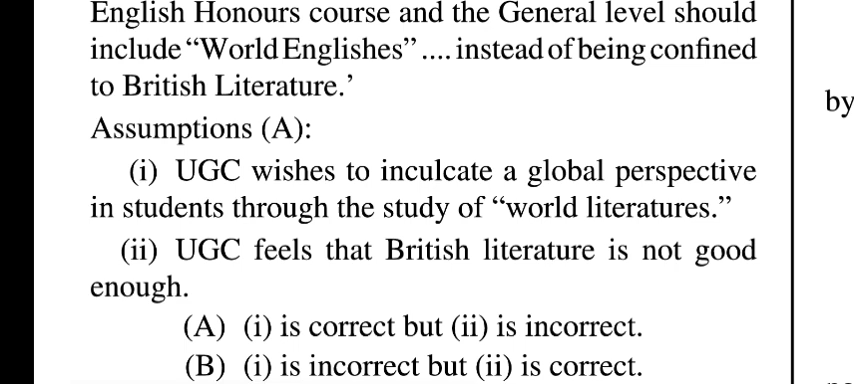 English Honours course and the General level should
include “World Englishes” .... instead of being confined
to British Literature.’
by
Assumptions (A):
(i) UGC wishes to inculcate a global perspective
in students through the study of “world literatures.”
(ii) UGC feels that British literature is not good
enough.
(A) (i) is correct but (ii) is incorrect.
(B) (i) is incorrect but (ii) is correct.